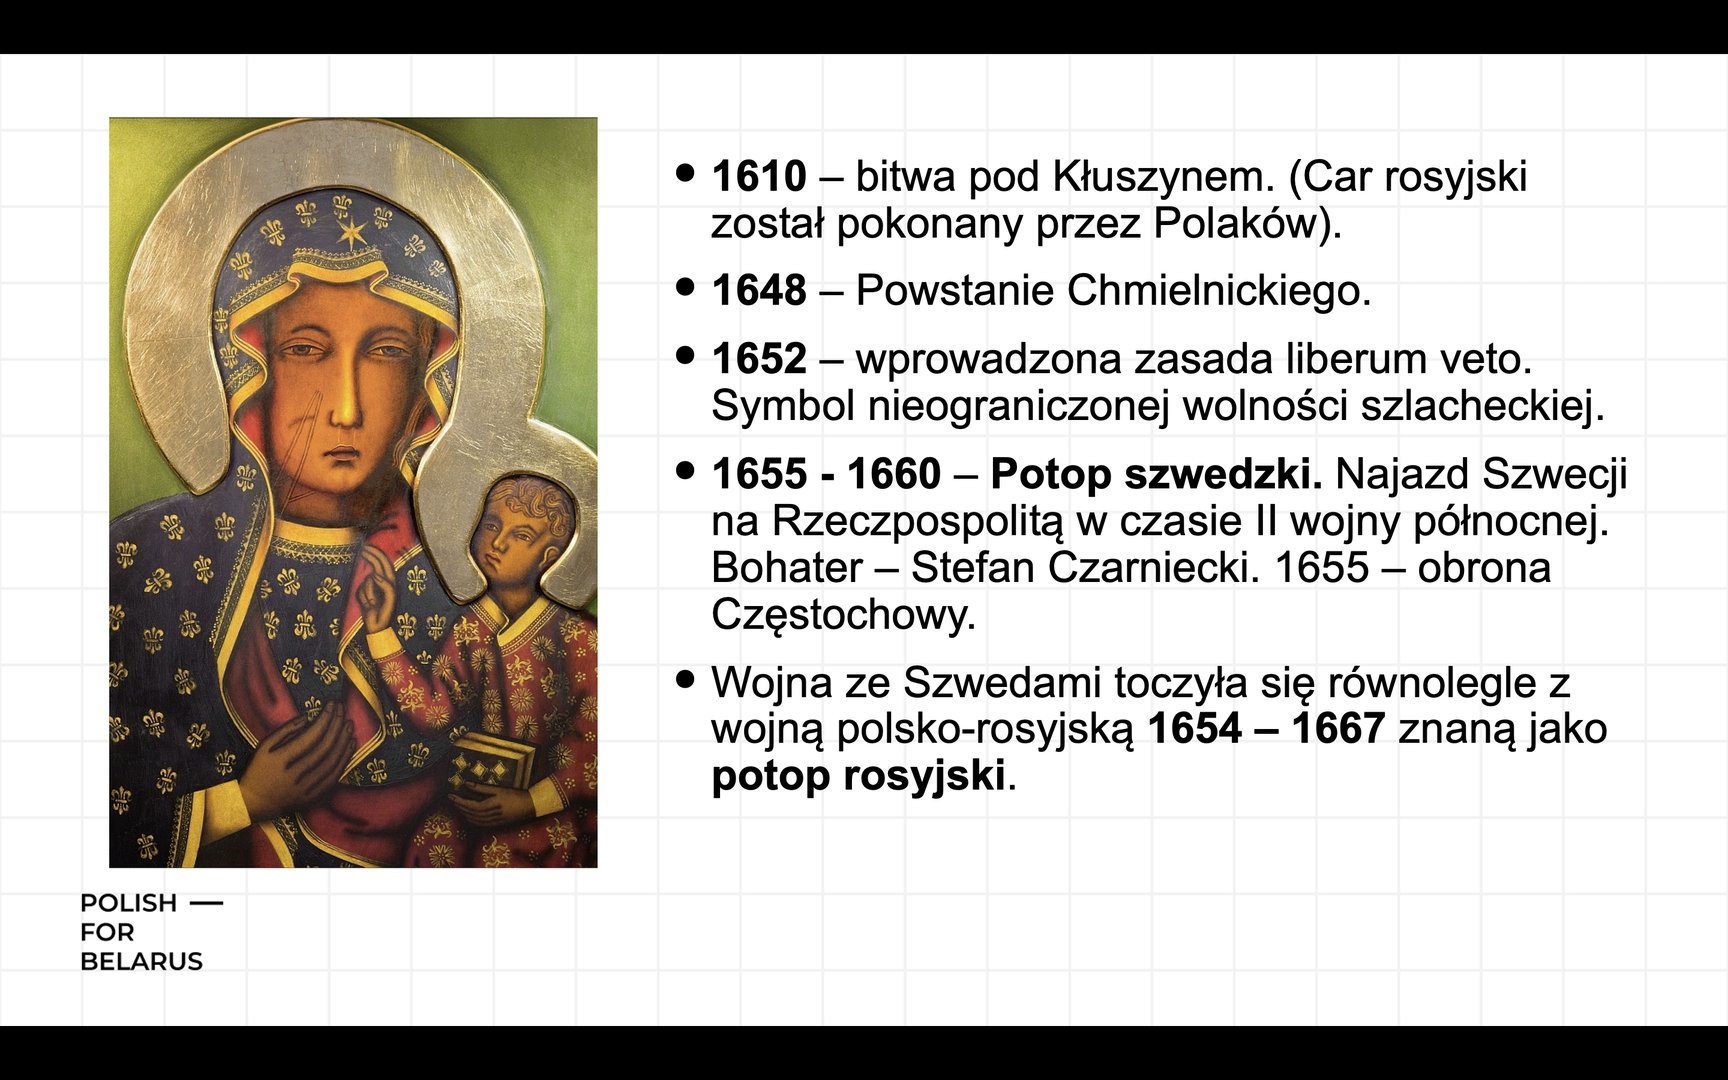 • 1610 – bitwa pod Kłuszynem. (Car rosyjski
został pokonany przez Polaków).
• 1648 – Powstanie Chmielnickiego.
• 1652 – wprowadzona zasada liberum veto.
Symbol nieograniczonej wolności szlacheckiej.
• 1655 - 1660 – Potop szwedzki. Najazd Szwecji
na Rzeczpospolitą w czasie II wojny północnej.
Bohater – Stefan Czarniecki. 1655 – obrona
Częstochowy.
• Wojna ze Szwedami toczyła się równolegle z
wojną polsko-rosyjską 1654 – 1667 znaną jako
potop rosyjski.
POLISH —
FOR
BELARUS